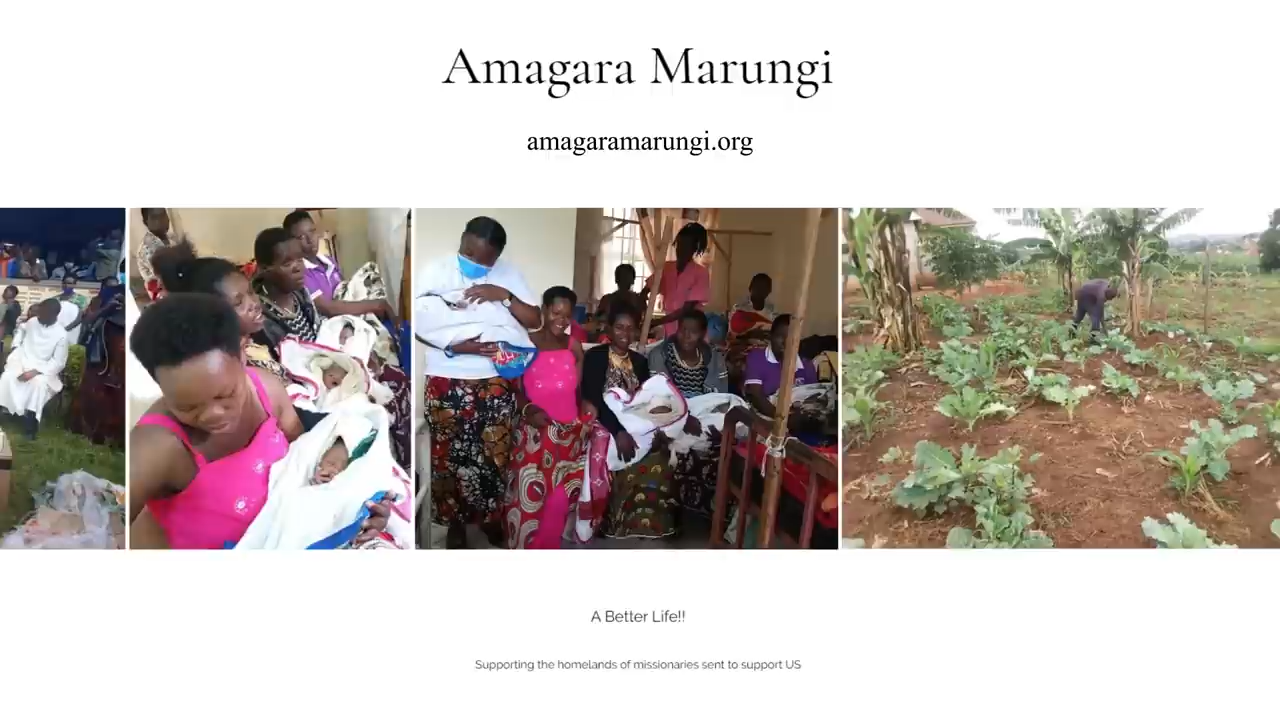 Amagara Marungi
amagaramarungi.org
A Better Life!!
Supporting the homelands of missionaries sent to support US